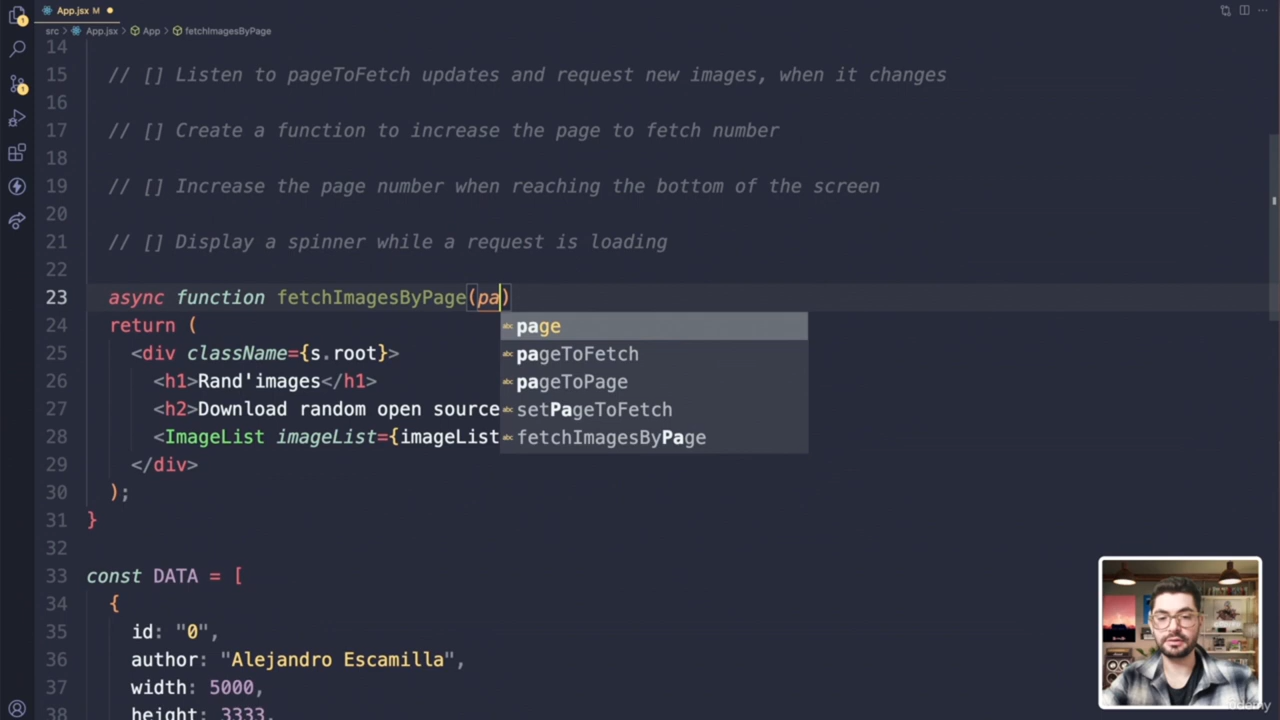 App.jsx M
src > App.jsx > App > fetchImagesByPage
14
15 // [] Listen to pageToFetch updates and request new images, when it changes
16
17 // [] Create a function to increase the page to fetch number
18
19 // [] Increase the page number when reaching the bottom of the screen
20
21 // [] Display a spinner while a request is loading
22
23 async function fetchImagesByPage(pa)
page
24 return (
pageToFetch
25 <div className={s.root}>
pageToPage
26 <h1>Rand'images</h1>
setPageToFetch
27 <h2>Download random open source
fetchImagesByPage
28 <ImageList imageList={imageList
29 </div>
30 );
31 }
32
33 const DATA = [
34 {
35 id: "0",
36 author: "Alejandro Escamilla",
37 width: 5000,
38 height: 3333,
Udemy